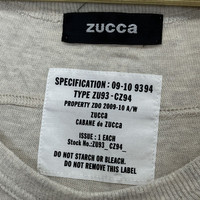 zucca
SPECIFICATION: 09-10 9394
TYPE ZU93-CZ94
PROPERTY ZDO 2009-10 A/W
zucca
CABANE de zucca
ISSUE: 1 EACH
Stock No.:ZU93_CZ94_
DO NOT STARCH OR BLEACH.
DO NOT REMOVE THIS LABEL